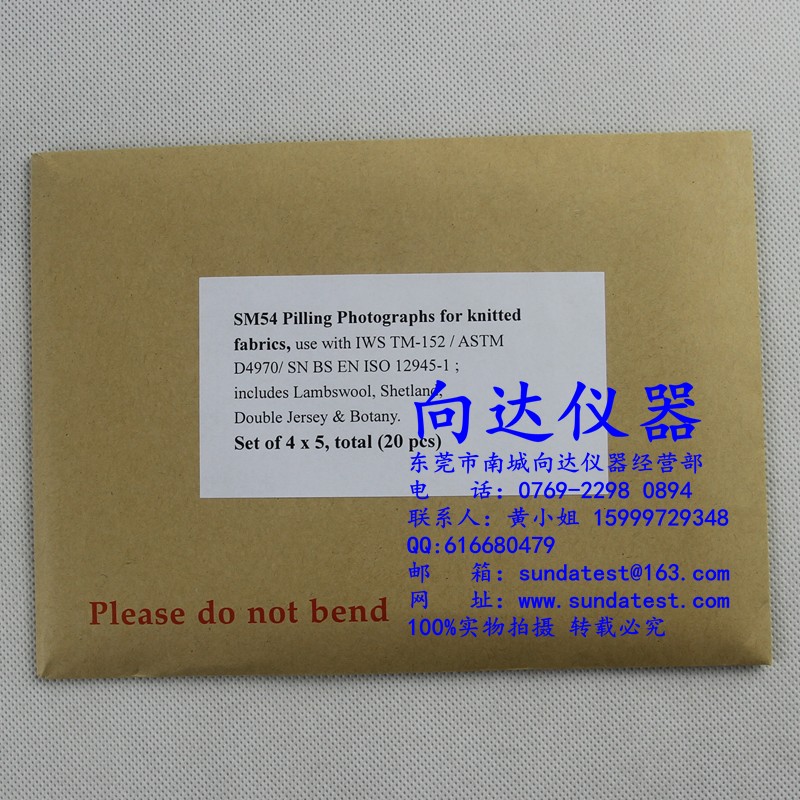 SM54 Pilling Photographs for knitted
fabrics, use with IWS TM-152 / ASTM
D4970/ SN BS EN ISO 12945-1 ;
includes Lambswool, Shetland,
Double Jersey & Botany.
Set of 4 x 5, total (20 pcs)
向达仪器
东莞市南城向达仪器经营部
电 话: 0769-2298 0894
联系人: 黄小姐 15999729348
QQ:616680479
邮 箱: sundatest@163.com
网 址: www.sundatest.com
100%实物拍摄 转载必究
Please do not bend